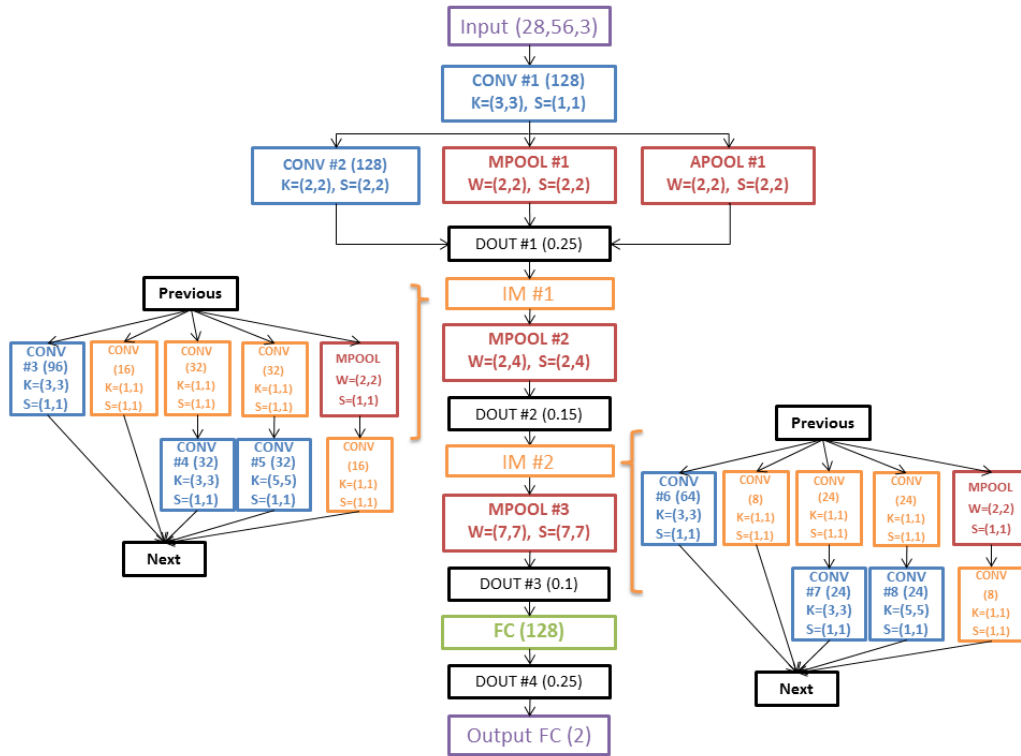 Input (28,56,3)
CONV #1 (128)
K=(3,3), S=(1,1)
CONV #2 (128)
K=(2,2), S=(2,2)
MPOOL #1
W=(2,2), S=(2,2)
APOOL #1
W=(2,2), S=(2,2)
DOUT #1 (0.25)
IM #1
MPOOL #2
W=(2,4), S=(2,4)
DOUT #2 (0.15)
IM #2
MPOOL #3
W=(7,7), S=(7,7)
DOUT #3 (0.1)
FC (128)
DOUT #4 (0.25)
Output FC (2)
Previous
CONV
#3 (96)
K=(3,3)
S=(1,1)
CONV
(16)
K=(1,1)
S=(1,1)
CONV
(32)
K=(1,1)
S=(1,1)
CONV
(32)
K=(1,1)
S=(1,1)
MPOOL
W=(2,2)
S=(1,1)
CONV
#4 (32)
K=(3,3)
S=(1,1)
CONV
#5 (32)
K=(5,5)
S=(1,1)
CONV
(16)
K=(1,1)
S=(1,1)
Next
Previous
CONV
#6 (64)
K=(3,3)
S=(1,1)
CONV
(8)
K=(1,1)
S=(1,1)
CONV
(24)
K=(1,1)
S=(1,1)
CONV
(24)
K=(1,1)
S=(1,1)
MPOOL
W=(2,2)
S=(1,1)
CONV
#7 (24)
K=(3,3)
S=(1,1)
CONV
#8 (24)
K=(5,5)
S=(1,1)
CONV
(8)
K=(1,1)
S=(1,1)
Next